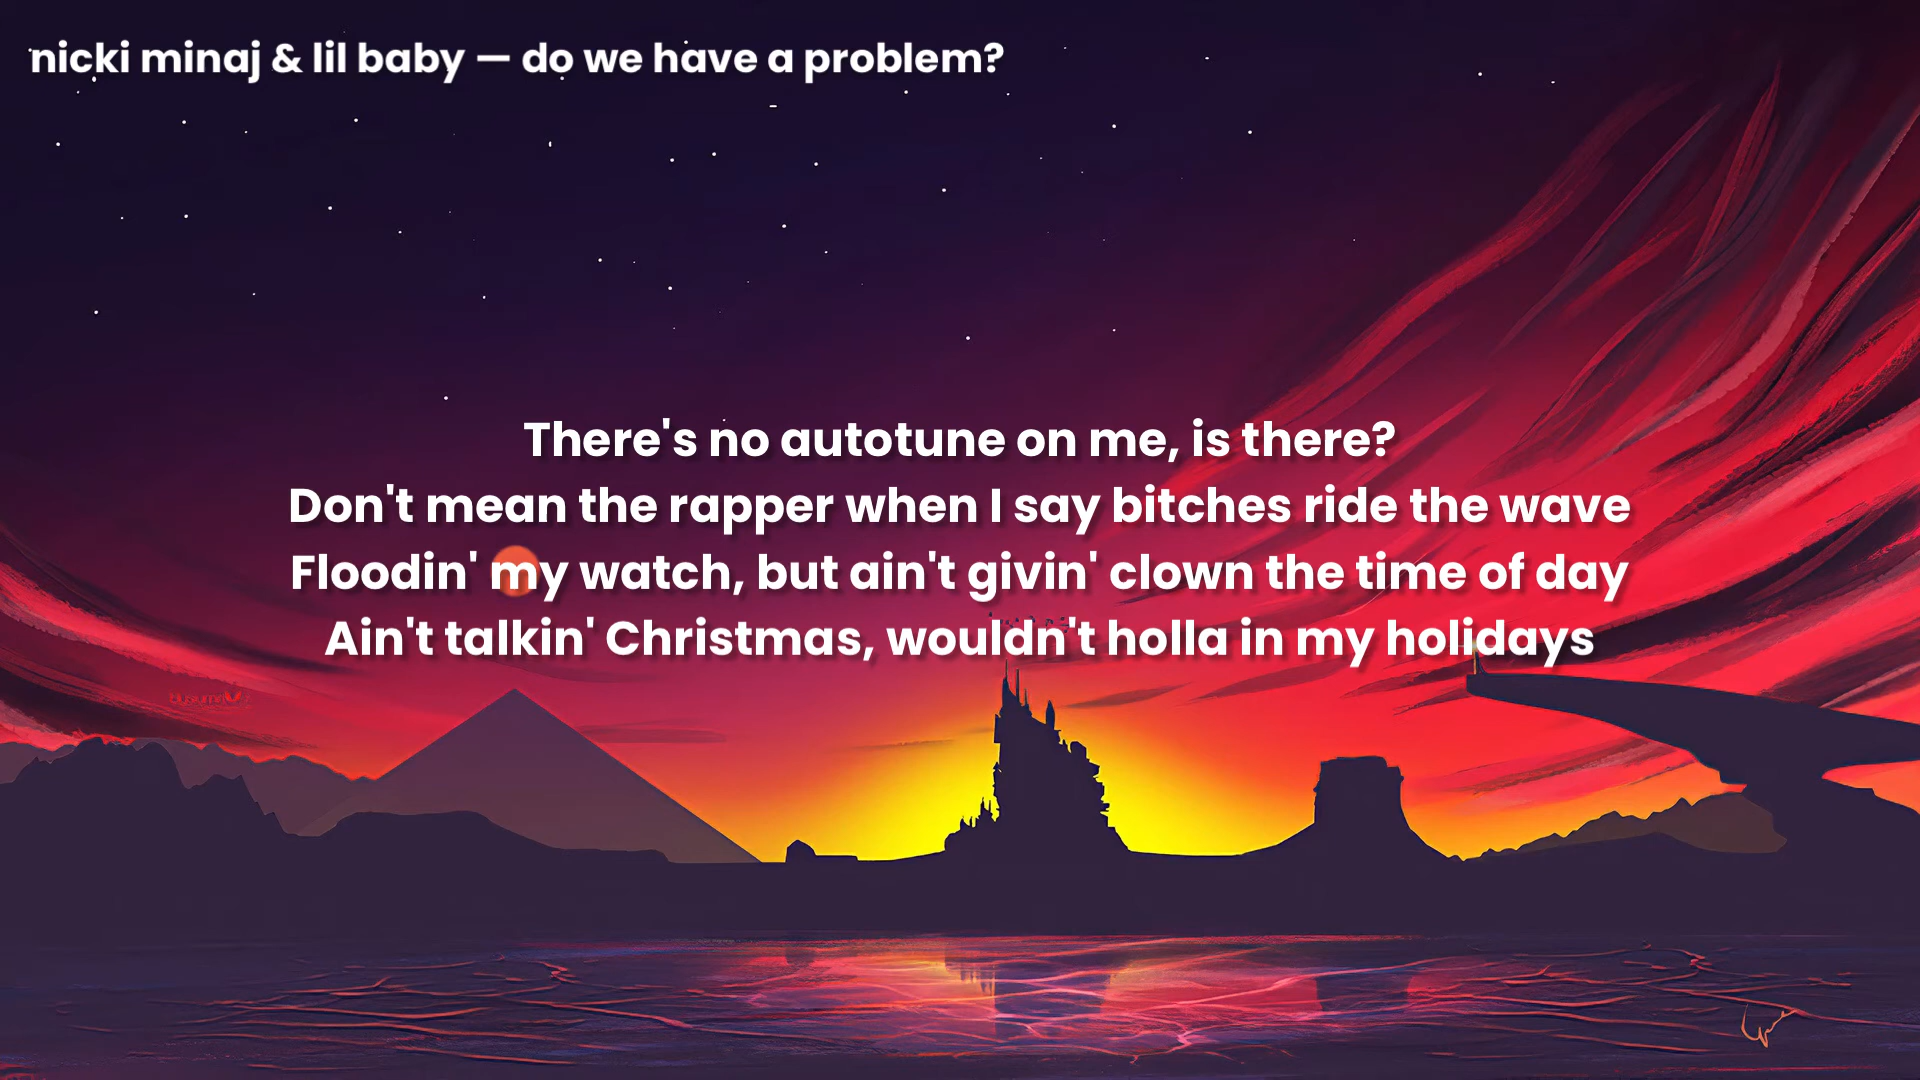 nicki minaj & lil baby — do we have a problem?
There's no autotune on me, is there?
Don't mean the rapper when I say bitches ride the wave
Floodin' my watch, but ain't givin' clown the time of day
Ain't talkin' Christmas, wouldn't holla in my holidays